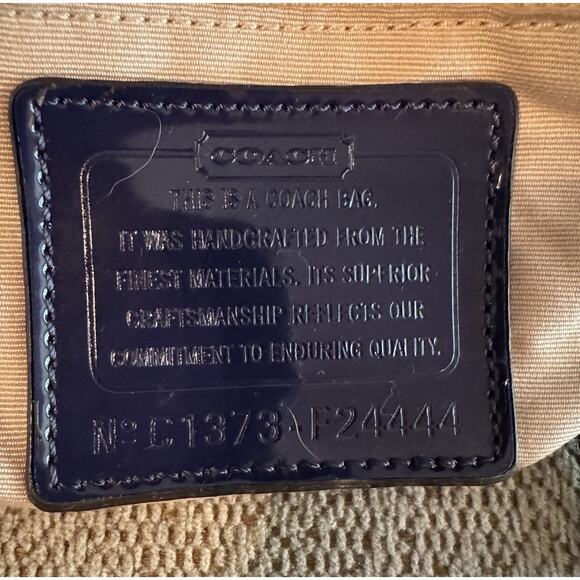 COACH
THIS IS A COACH BAG.
IT WAS HANDCRAFTED FROM THE
FINEST MATERIALS. ITS SUPERIOR
CRAFTSMANSHIP REFLECTS OUR
COMMITMENT TO ENDURING QUALITY.
Nº C1373-F24444